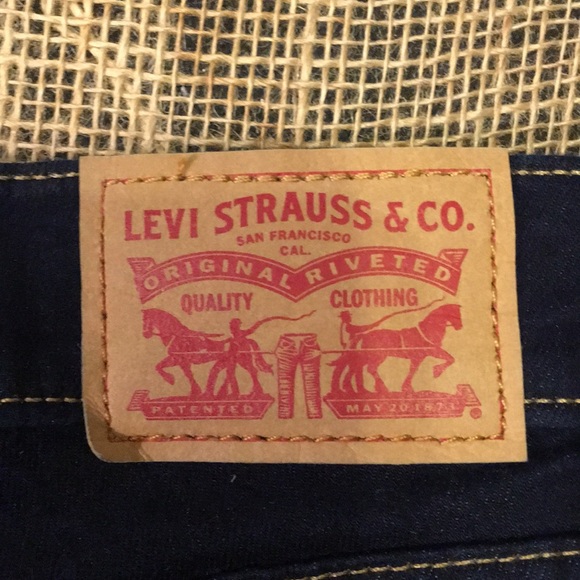 LEVI STRAUSS & CO.
SAN FRANCISCO
CAL.
ORIGINAL RIVETED
QUALITY CLOTHING
PATENTED MAY 20 1873
®